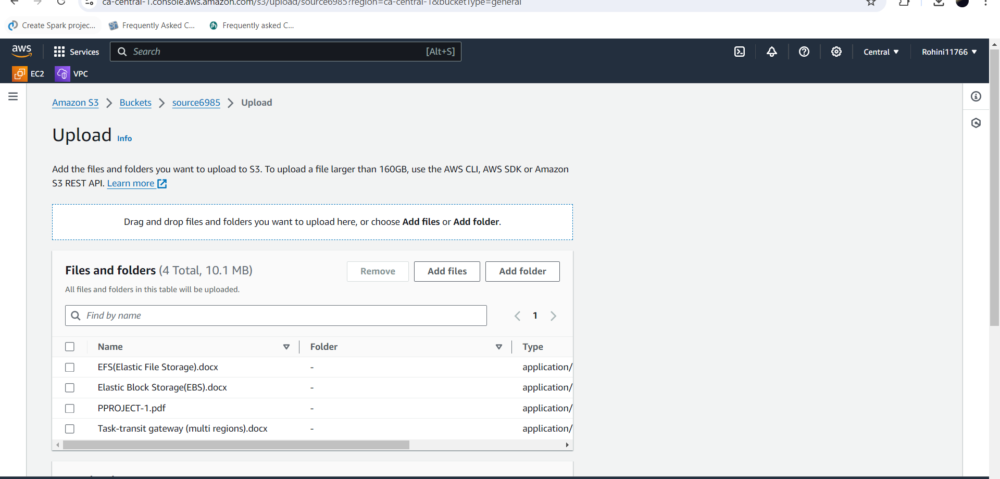 ca-central-1.console.aws.amazon.com/s3/upload/source6985?region=ca-central-1&bucketType=general
Create Spark projec... Frequently Asked C... Frequently asked C...
aws Services Search [Alt+S] Central Rohini11766
EC2 VPC
Amazon S3 Buckets source6985 Upload
Upload Info
Add the files and folders you want to upload to S3. To upload a file larger than 160GB, use the AWS CLI, AWS SDK or Amazon
S3 REST API. Learn more
Drag and drop files and folders you want to upload here, or choose Add files or Add folder.
Files and folders (4 Total, 10.1 MB) Remove Add files Add folder
All files and folders in this table will be uploaded.
Find by name 1
Name Folder Type
EFS(Elastic File Storage).docx - application/
Elastic Block Storage(EBS).docx - application/
PPROJECT-1.pdf - application/
Task-transit gateway (multi regions).docx - application/